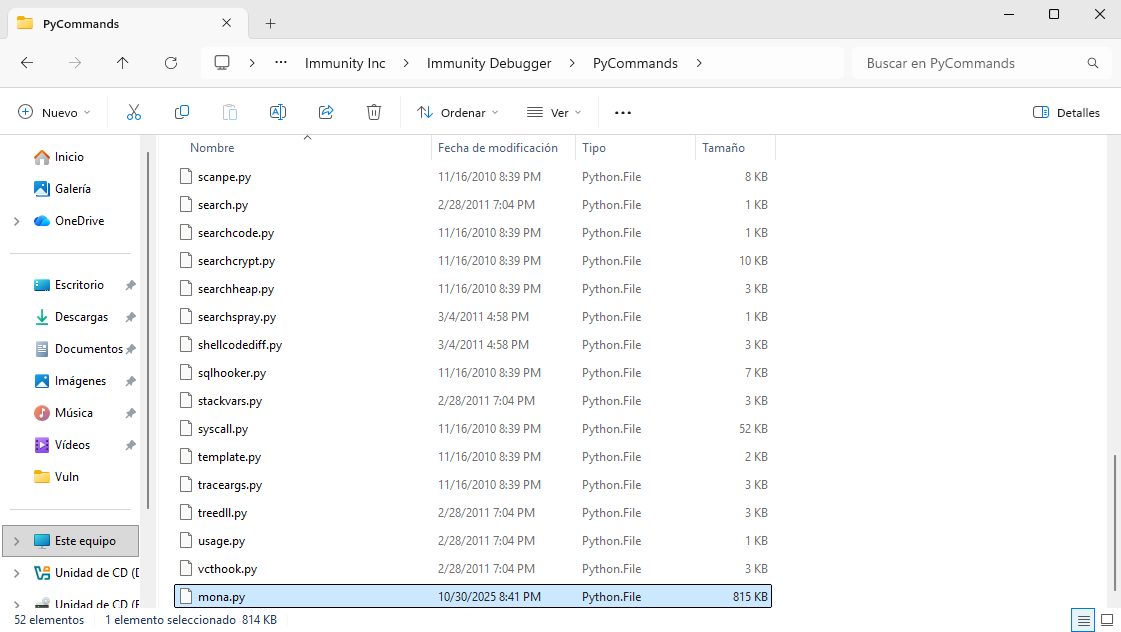 PyCommands
Immunity Inc
Immunity Debugger
PyCommands
Buscar en PyCommands
Nuevo
Ordenar
Ver
Detalles
Inicio
Galería
OneDrive
Escritorio
Descargas
Documentos
Imágenes
Música
Vídeos
Vuln
Este equipo
Unidad de CD (D
Unidad de CD (F
Nombre Fecha de modificación Tipo Tamaño
scanpe.py 11/16/2010 8:39 PM Python.File 8 KB
search.py 2/28/2011 7:04 PM Python.File 1 KB
searchcode.py 11/16/2010 8:39 PM Python.File 1 KB
searchcrypt.py 11/16/2010 8:39 PM Python.File 10 KB
searchheap.py 11/16/2010 8:39 PM Python.File 3 KB
searchspray.py 3/4/2011 4:58 PM Python.File 1 KB
shellcodediff.py 3/4/2011 4:58 PM Python.File 3 KB
sqlhooker.py 11/16/2010 8:39 PM Python.File 7 KB
stackvars.py 2/28/2011 7:04 PM Python.File 3 KB
syscall.py 11/16/2010 8:39 PM Python.File 52 KB
template.py 11/16/2010 8:39 PM Python.File 2 KB
traceargs.py 11/16/2010 8:39 PM Python.File 3 KB
treedll.py 2/28/2011 7:04 PM Python.File 3 KB
usage.py 2/28/2011 7:04 PM Python.File 1 KB
vcthook.py 2/28/2011 7:04 PM Python.File 3 KB
mona.py 10/30/2025 8:41 PM Python.File 815 KB
52 elementos 1 elemento seleccionado 814 KB